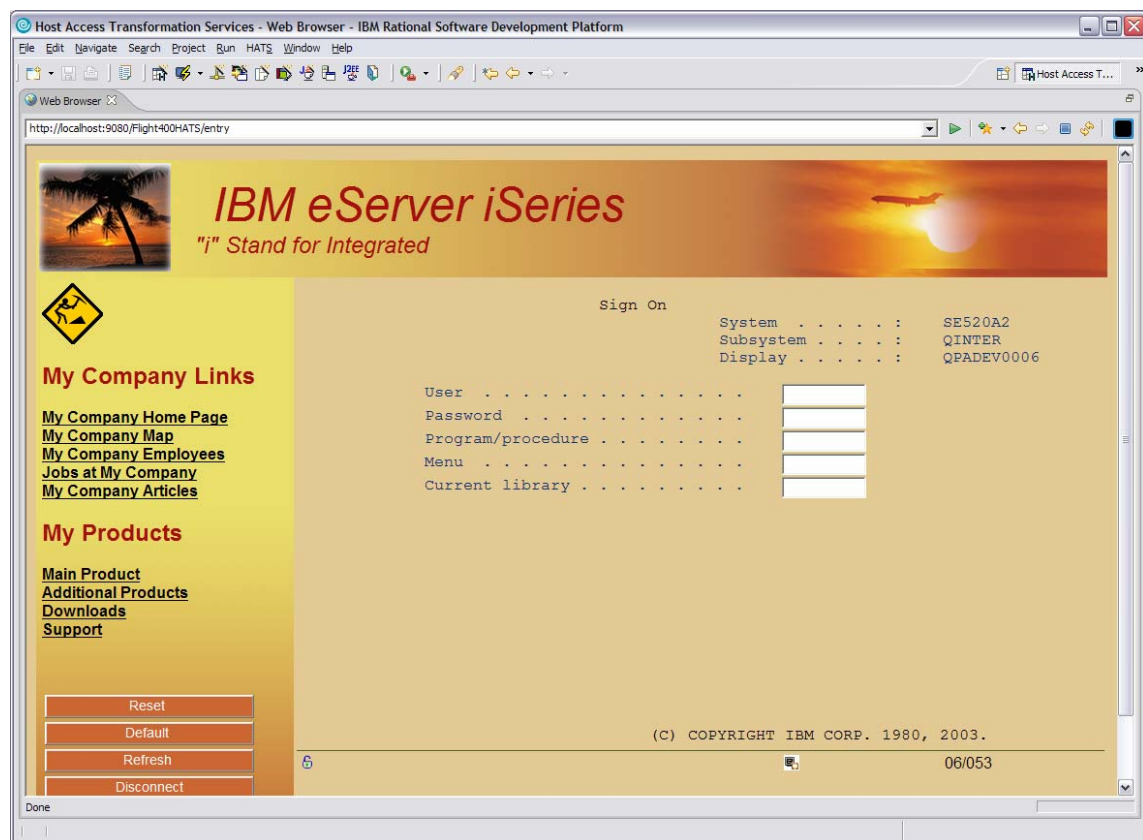 Host Access Transformation Services - Web Browser - IBM Rational Software Development Platform
File Edit Navigate Search Project Run HATS Window Help
J2EE
Host Access T... »
Web Browser
http://localhost:9080/Flight400HATS/entry
IBM eServer iSeries
"i" Stand for Integrated
Sign On
System . . . . . : SE520A2
Subsystem . . . . : QINTER
Display . . . . . : QPADEV0006
My Company Links
My Company Home Page
My Company Map
My Company Employees
Jobs at My Company
My Company Articles
User . . . . . . . . . . . . . .
Password . . . . . . . . . . . .
Program/procedure . . . . . . . .
Menu . . . . . . . . . . . . . .
Current library . . . . . . . . .
My Products
Main Product
Additional Products
Downloads
Support
Reset
Default
Refresh
Disconnect
(C) COPYRIGHT IBM CORP. 1980, 2003.
06/053
Done